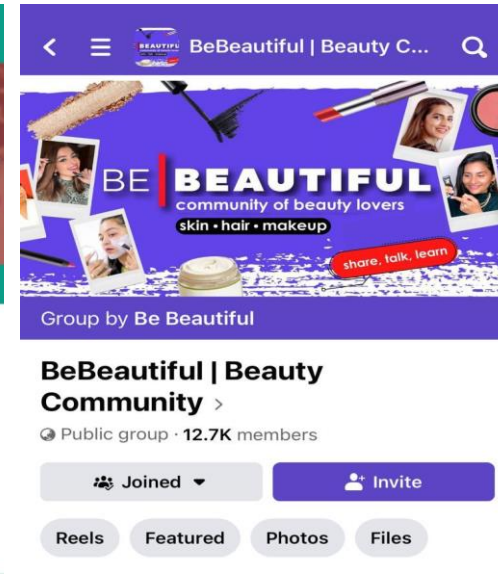 BEAUTIFU
BeBeautiful | Beauty C...
BE BEAUTIFUL
community of beauty lovers
skin • hair • makeup
share, talk, learn
Group by Be Beautiful
BeBeautiful | Beauty
Community >
Public group · 12.7K members
Joined
Invite
Reels
Featured
Photos
Files